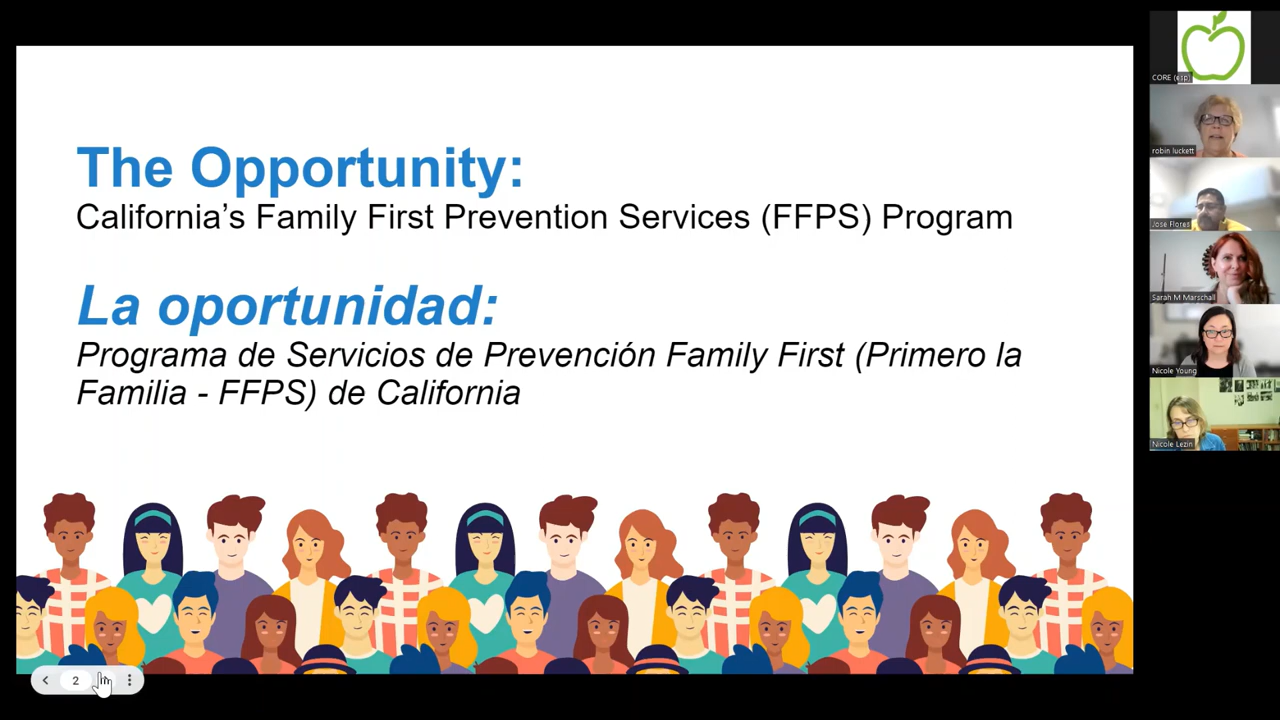 The Opportunity:
California’s Family First Prevention Services (FFPS) Program
La oportunidad:
Programa de Servicios de Prevención Family First (Primero la
Familia - FFPS) de California
2
CORE (esp)
robin luckett
Jose Flores
Sarah M Marschall
Nicole Young
Nicole Lezin